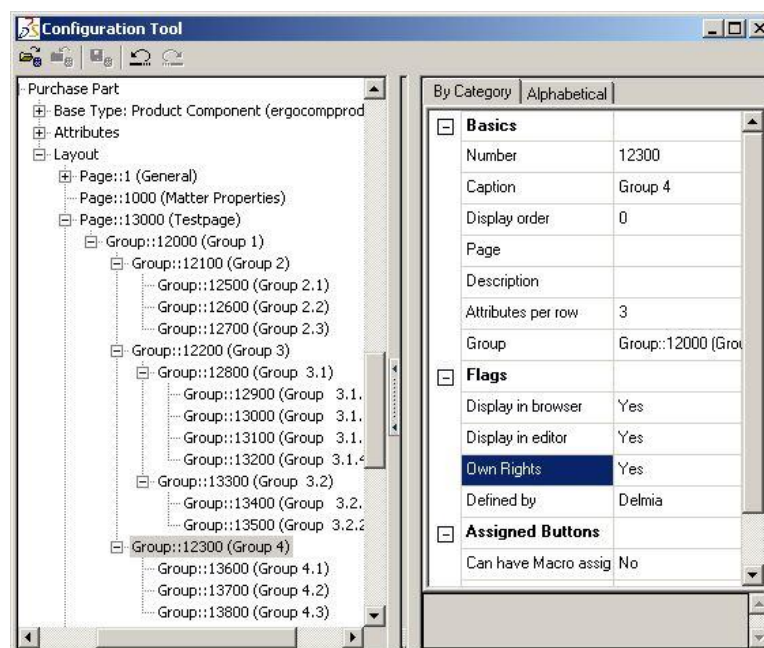 Configuration Tool
Purchase Part
Base Type: Product Component (ergocompprod
Attributes
Layout
Page::1 (General)
Page::1000 (Matter Properties)
Page::13000 (Testpage)
Group::12000 (Group 1)
Group::12100 (Group 2)
Group::12500 (Group 2.1)
Group::12600 (Group 2.2)
Group::12700 (Group 2.3)
Group::12200 (Group 3)
Group::12800 (Group 3.1)
Group::12900 (Group 3.1.
Group::13000 (Group 3.1.
Group::13100 (Group 3.1.
Group::13200 (Group 3.1.4
Group::13300 (Group 3.2)
Group::13400 (Group 3.2.
Group::13500 (Group 3.2.2
Group::12300 (Group 4)
Group::13600 (Group 4.1)
Group::13700 (Group 4.2)
Group::13800 (Group 4.3)
By Category Alphabetical
Basics
Number 12300
Caption Group 4
Display order 0
Page
Description
Attributes per row 3
Group Group::12000 (Grou
Flags
Display in browser Yes
Display in editor Yes
Own Rights Yes
Defined by Delmia
Assigned Buttons
Can have Macro assig No